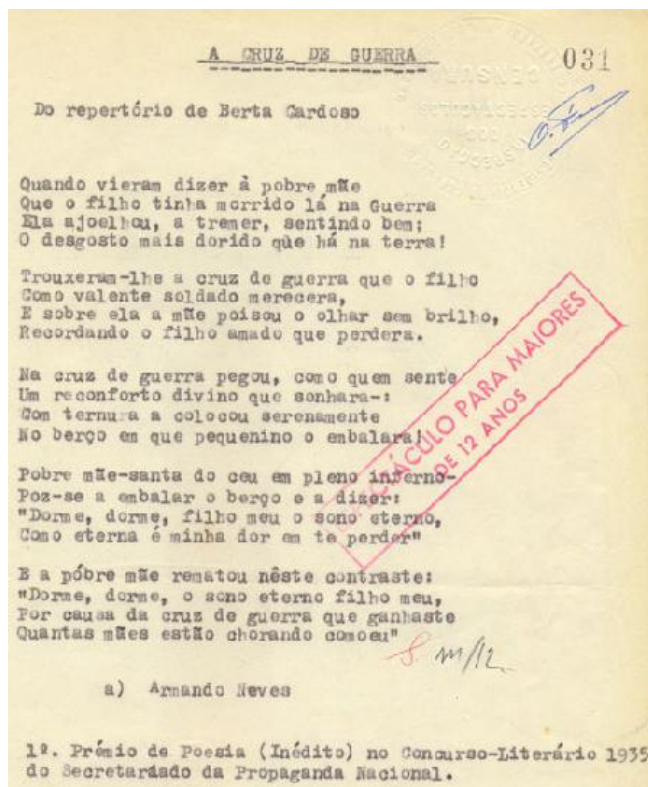 A CRUZ DE GUERRA
031
CENSURA
Do repertório de Berta Cardoso
Quando vieram dizer à pobre mãe
Que o filho tinha morrido lá na Guerra
Ela ajoelhou, a tremer, sentindo bem;
O desgosto mais dorido que há na terra!
Trouxeram-lhe a cruz de guerra que o filho
Como valente soldado merecera,
E sobre ela a mãe poisou o olhar sem brilho,
Recordando o filho amado que perdera.
Na cruz de guerra pegou, como quem sente
Um reconforto divino que sonhara-:
Com ternura a colocou serenamente
No berço em que pequenino o embalara!
Pobre mãe-santa do ceu em pleno inferno-
Poz-se a embalar o berço e a dizer:
"Dorme, dorme, filho meu o sono eterno,
Como eterna é minha dor em te perder"
E a póbre mãe rematou nêste contraste:
"Dorme, dorme, o sono eterno filho meu,
Por causa da cruz de guerra que ganhaste
Quantas mães estão chorando comoeu"
ESPECTÁCULO PARA MAIORES
DE 12 ANOS
M/12.
a) Armando Neves
1º. Prémio de Poesia (Inédito) no Concurso-Literário 1935
do Secretariado da Propaganda Nacional.